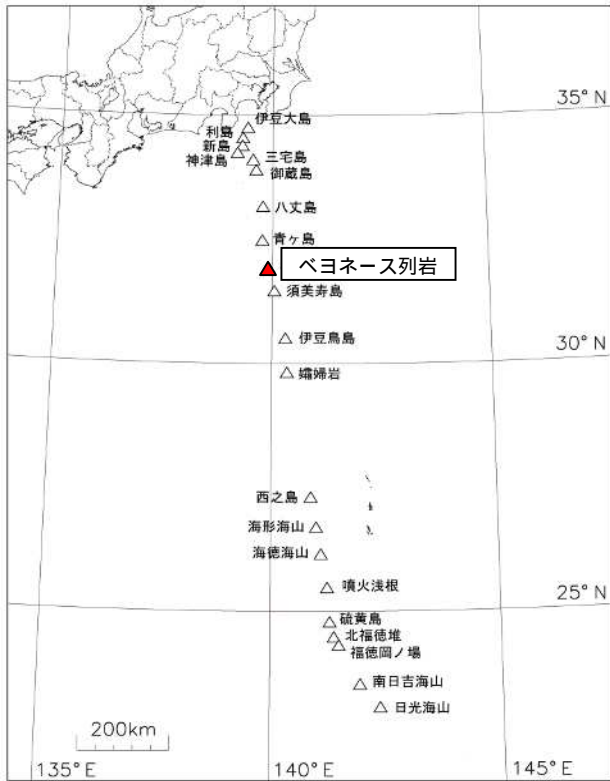 35°N
伊豆大島
利島
新島
神津島
三宅島
御蔵島
八丈島
青ヶ島
ベヨネース列岩
須美寿島
伊豆鳥島
30°N
孀婦岩
西之島
海形海山
海徳海山
噴火浅根
25°N
硫黄島
北福徳堆
福徳岡ノ場
南日吉海山
日光海山
200km
135°E
140°E
145°E